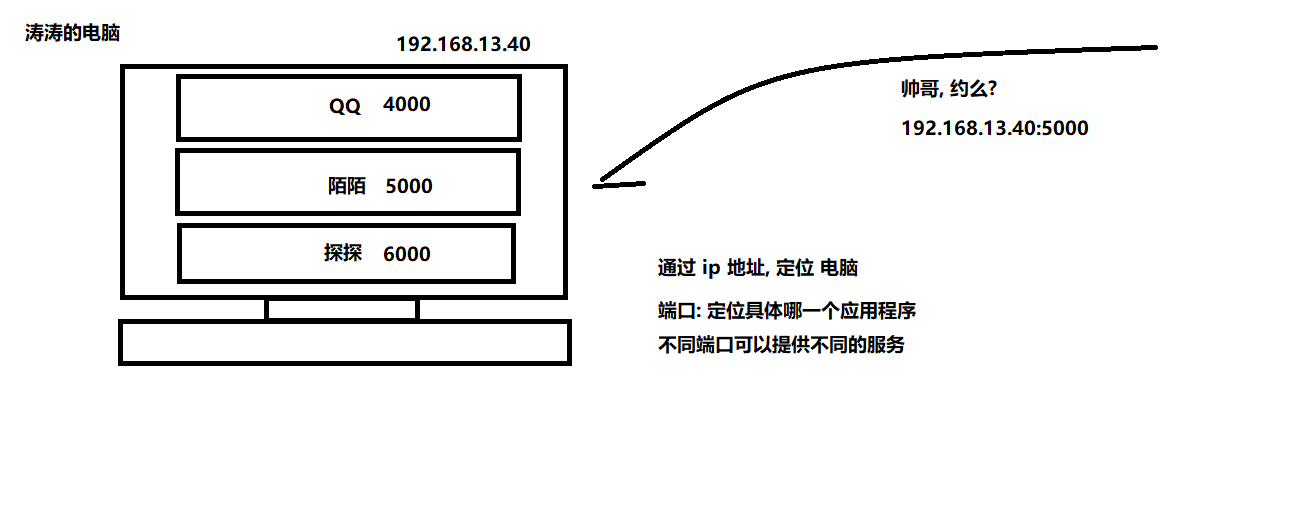 涛涛的电脑
192.168.13.40
QQ 4000
陌陌 5000
探探 6000
帅哥, 约么?
192.168.13.40:5000
通过 ip 地址, 定位 电脑
端口: 定位具体哪一个应用程序
不同端口可以提供不同的服务